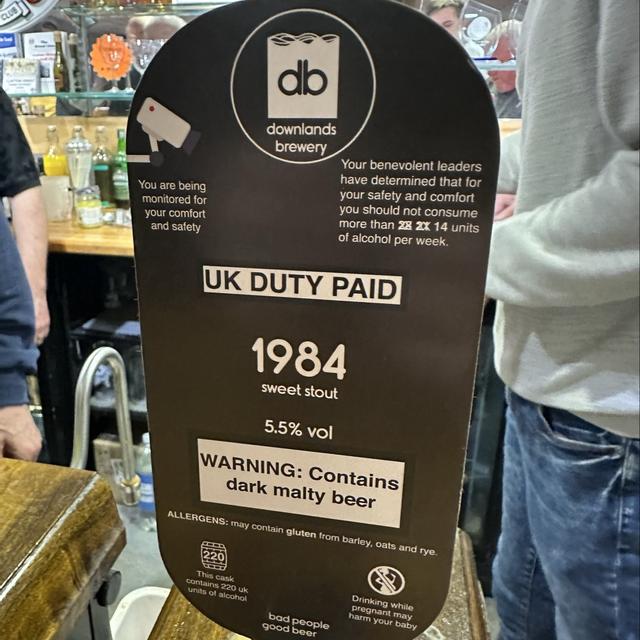 db
downlands
brewery
You are being
monitored for
your comfort
and safety
Your benevolent leaders
have determined that for
your safety and comfort
you should not consume
more than 28 21 14 units
of alcohol per week.
UK DUTY PAID
1984
sweet stout
5.5% vol
WARNING: Contains
dark malty beer
ALLERGENS: may contain gluten from barley, oats and rye.
220
This cask
contains 220 uk
units of alcohol
Drinking while
pregnant may
harm your baby
bad people
good beer